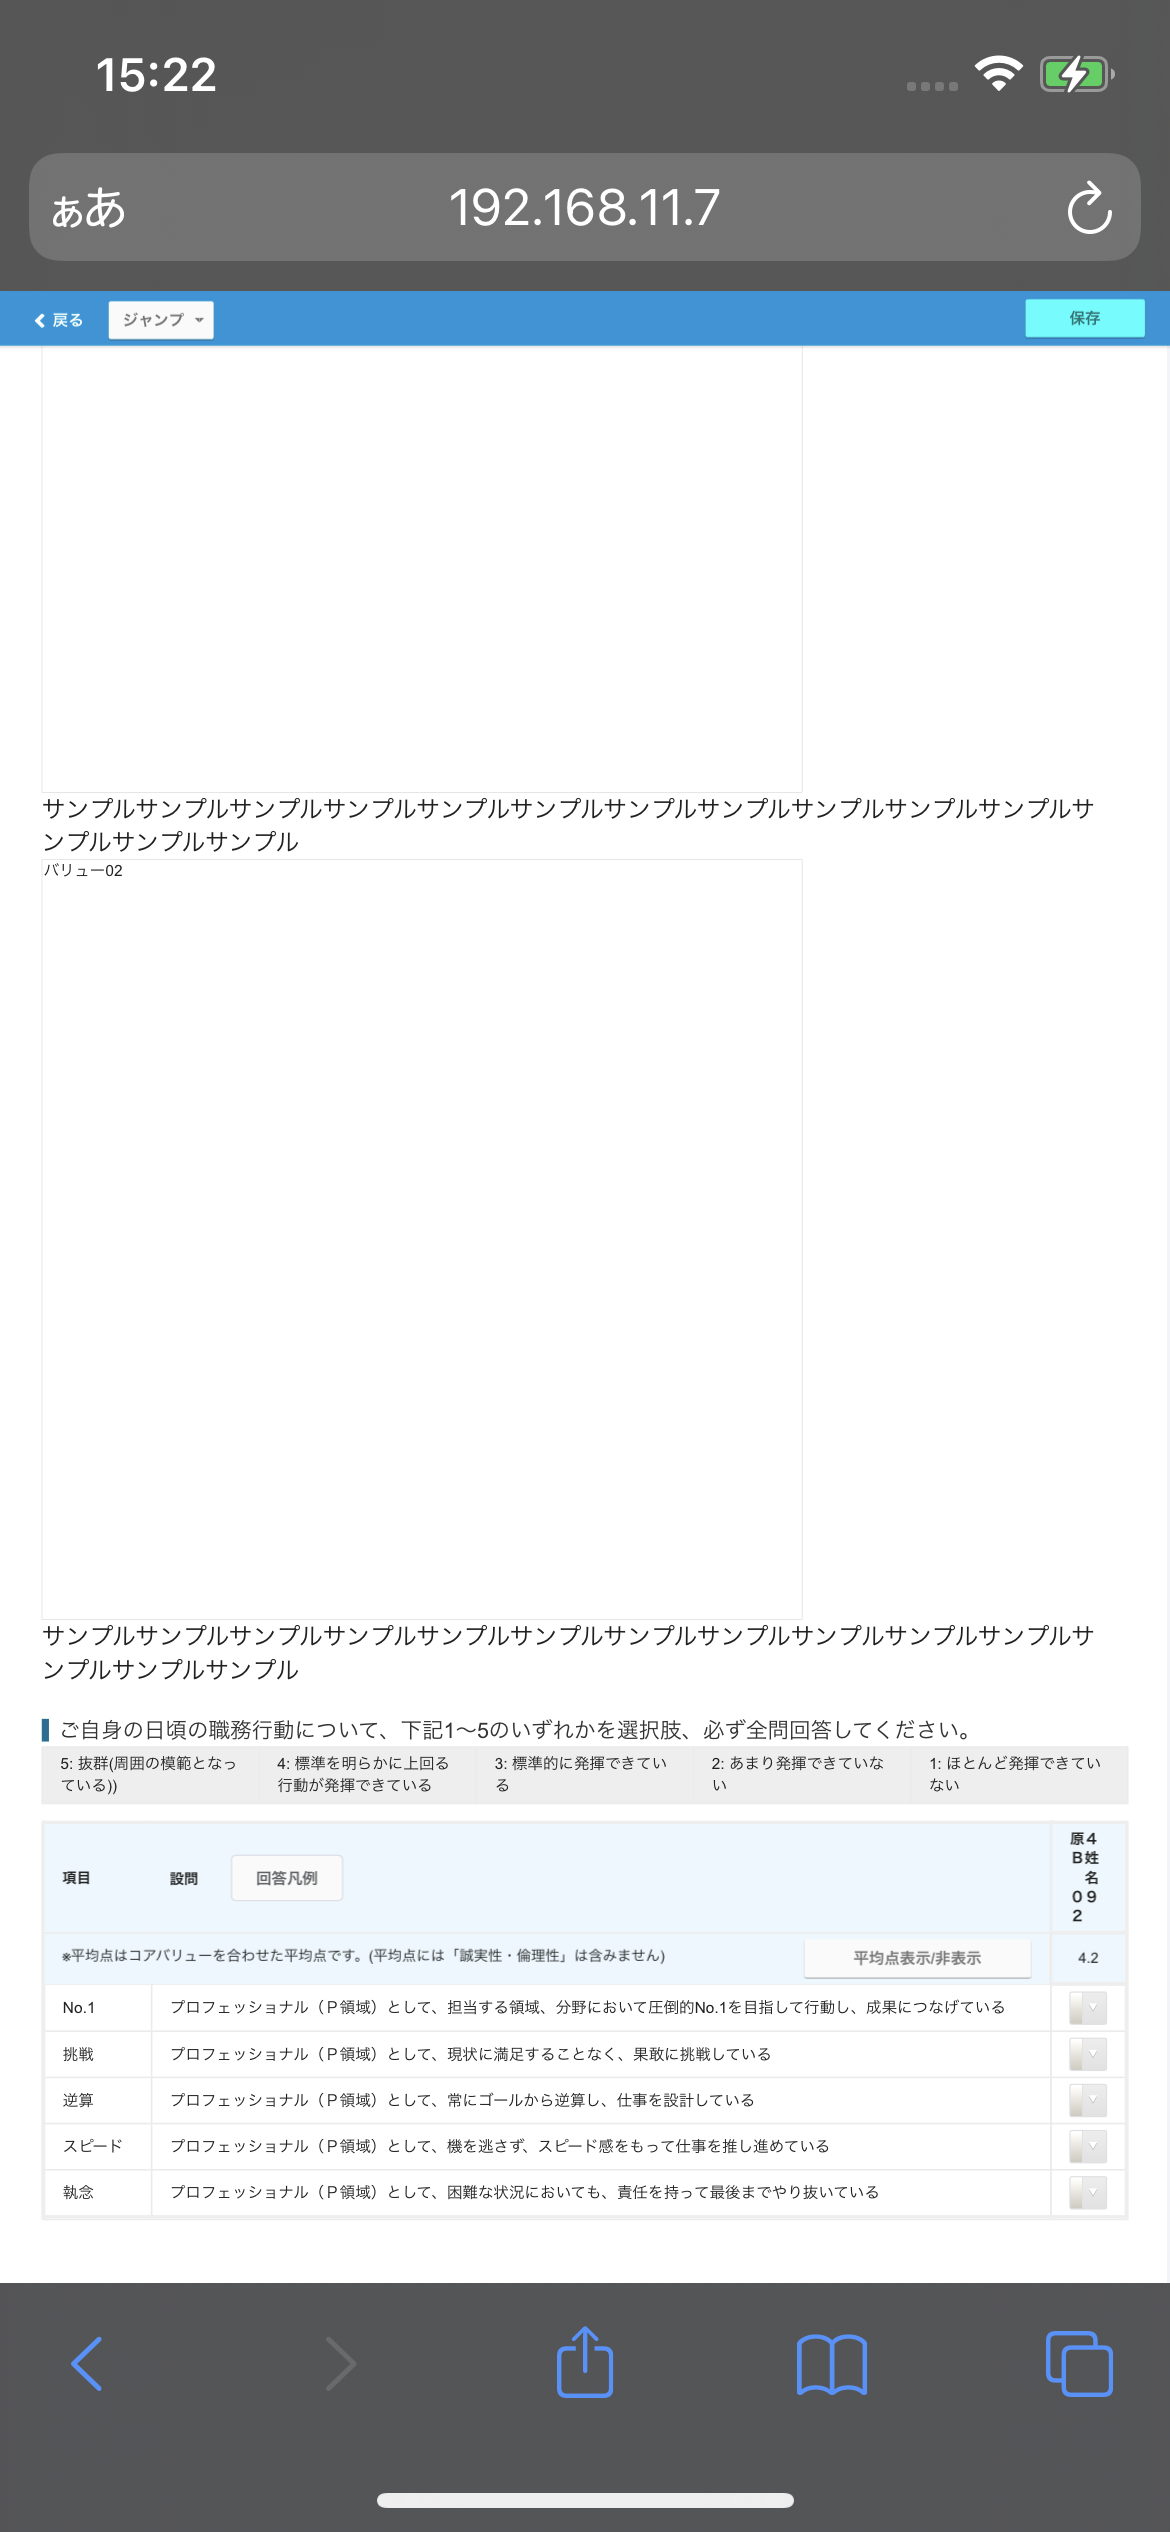 15:22
ぁあ 192.168.11.7
戻る ジャンプ 保存
サンプルサンプルサンプルサンプルサンプルサンプルサンプルサンプルサンプルサンプルサンプルサ
ンプルサンプルサンプル
バリュー02
サンプルサンプルサンプルサンプルサンプルサンプルサンプルサンプルサンプルサンプルサンプルサ
ンプルサンプルサンプル
ご自身の日頃の職務行動について、下記1〜5のいずれかを選択肢、必ず全問回答してください。
5: 抜群(周囲の模範となっ
ている))
4: 標準を明らかに上回る
行動が発揮できている
3: 標準的に発揮できてい
る
2: あまり発揮できていな
い
1: ほとんど発揮できてい
ない
項目 設問 回答凡例
原４
Ｂ姓
名
０９
２
※平均点はコアバリューを合わせた平均点です。(平均点には「誠実性・倫理性」は含みません) 平均点表示/非表示 4.2
No.1 プロフェッショナル（Ｐ領域）として、担当する領域、分野において圧倒的No.1を目指して行動し、成果につなげている
挑戦 プロフェッショナル（Ｐ領域）として、現状に満足することなく、果敢に挑戦している
逆算 プロフェッショナル（Ｐ領域）として、常にゴールから逆算し、仕事を設計している
スピード プロフェッショナル（Ｐ領域）として、機を逃さず、スピード感をもって仕事を推し進めている
執念 プロフェッショナル（Ｐ領域）として、困難な状況においても、責任を持って最後までやり抜いている